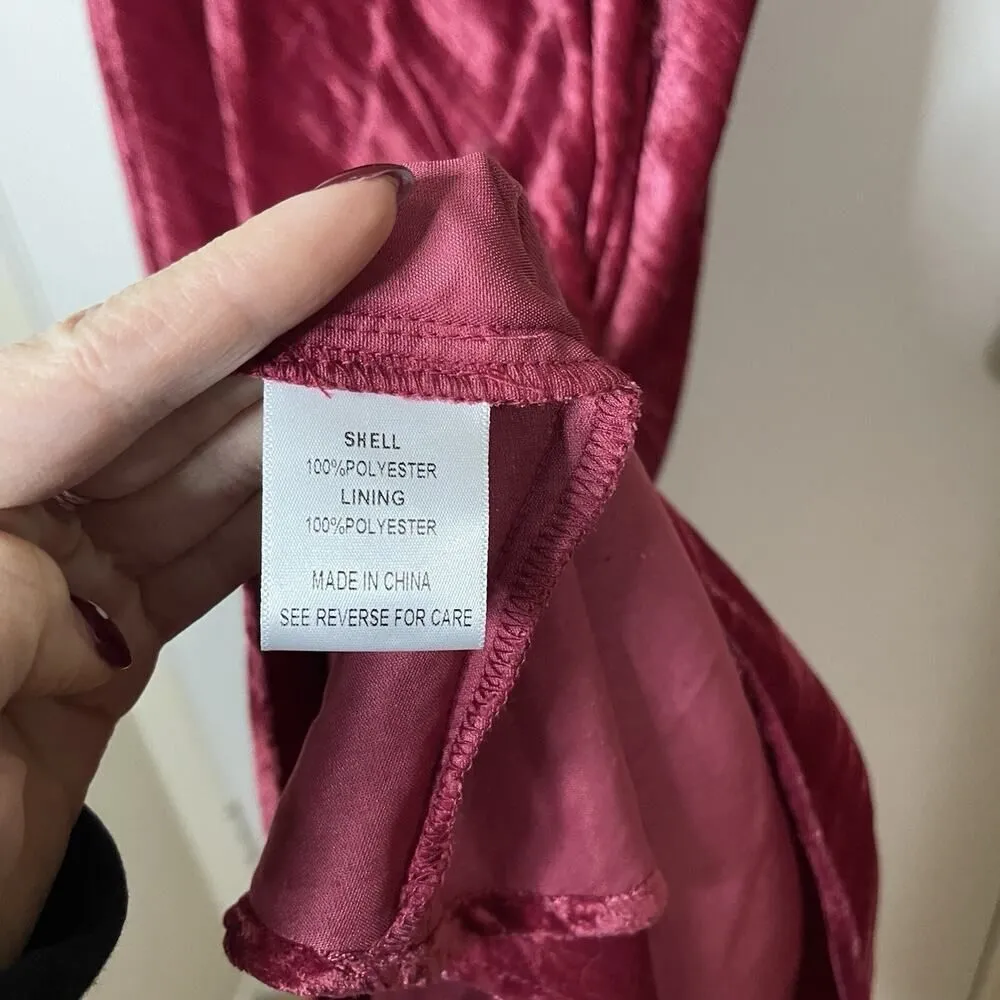 SHELL
100%POLYESTER
LINING
100%POLYESTER
MADE IN CHINA
SEE REVERSE FOR CARE